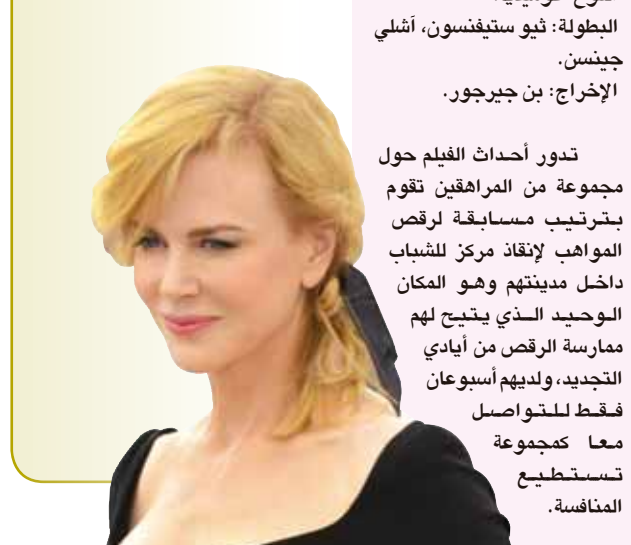 البطولة: ثيو ستيفنسون، آشلي
جينسن.
الإخراج: بن جيرجور.
تدور أحداث الفيلم حول
مجموعة من المراهقين تقوم
بترتيب مسابقة لرقص
المواهب لإنقاذ مركز للشباب
داخل مدينتهم وهو المكان
الوحيد الذي يتيح لهم
ممارسة الرقص من أيادي
التجديد، ولديهم أسبوعان
فقط للتواصل
معا كمجموعة
تستطيع
المنافسة.